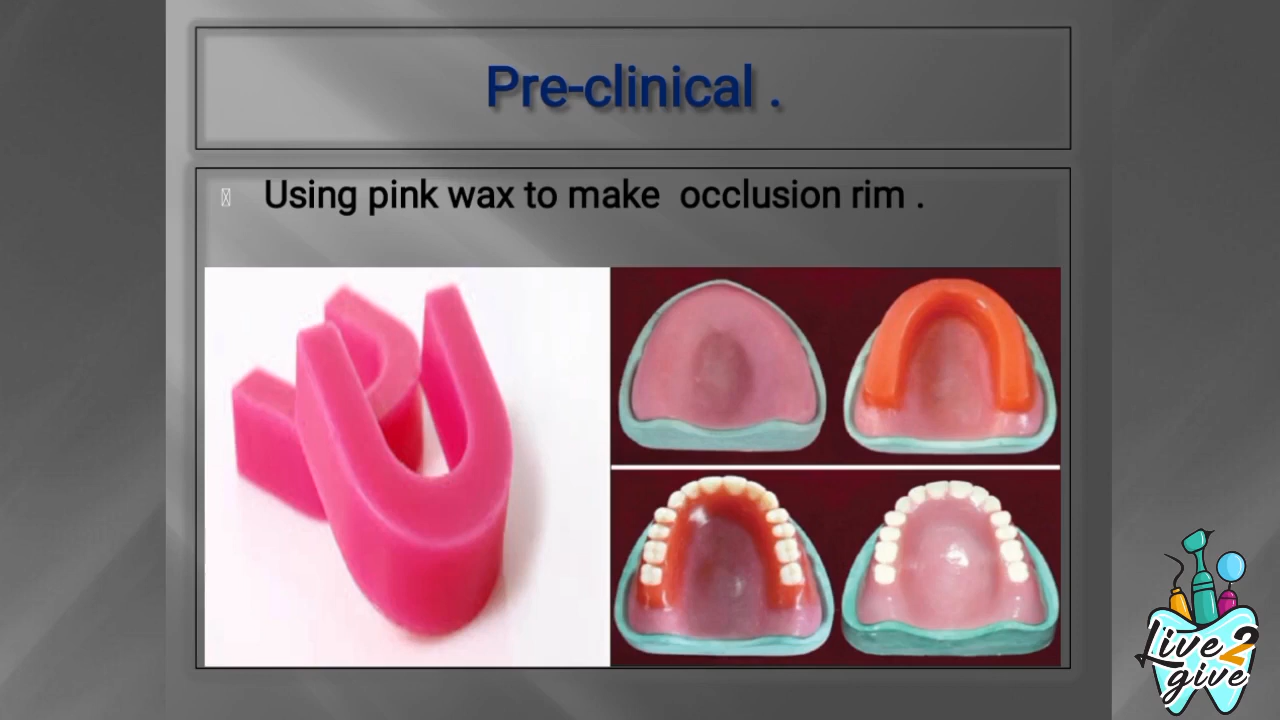 Pre-clinical .
Using pink wax to make  occlusion rim .
Live 2
give